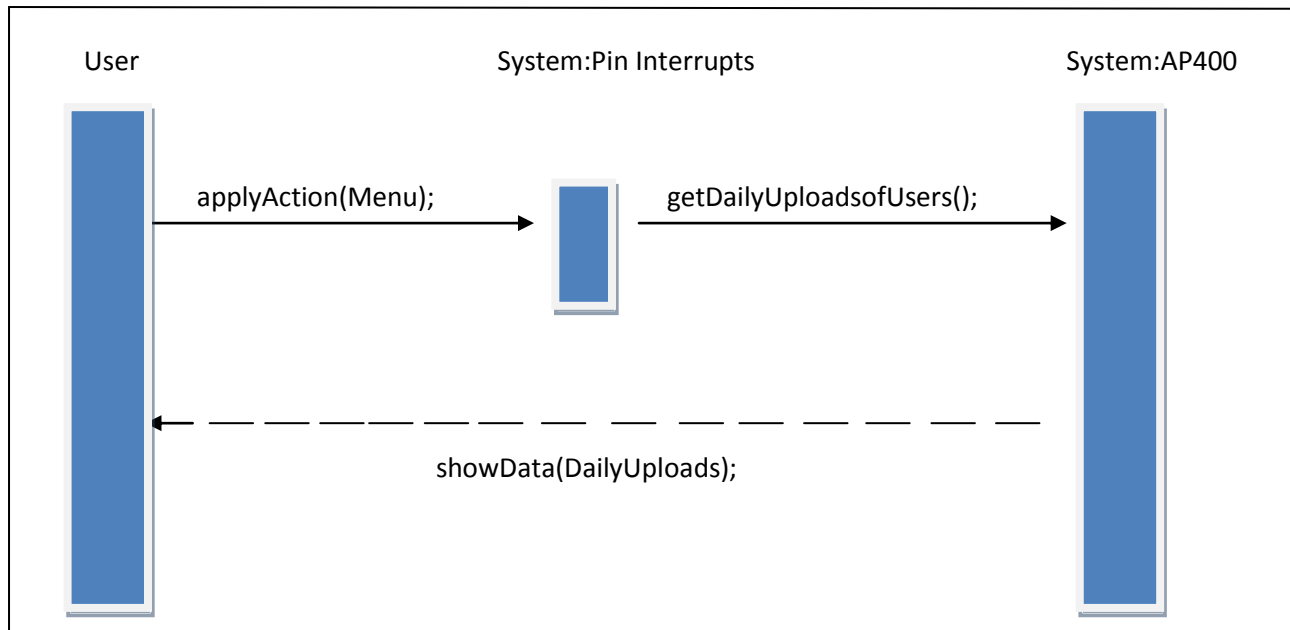 User
System:Pin Interrupts
System:AP400
applyAction(Menu);
getDailyUploadsofUsers();
showData(DailyUploads);